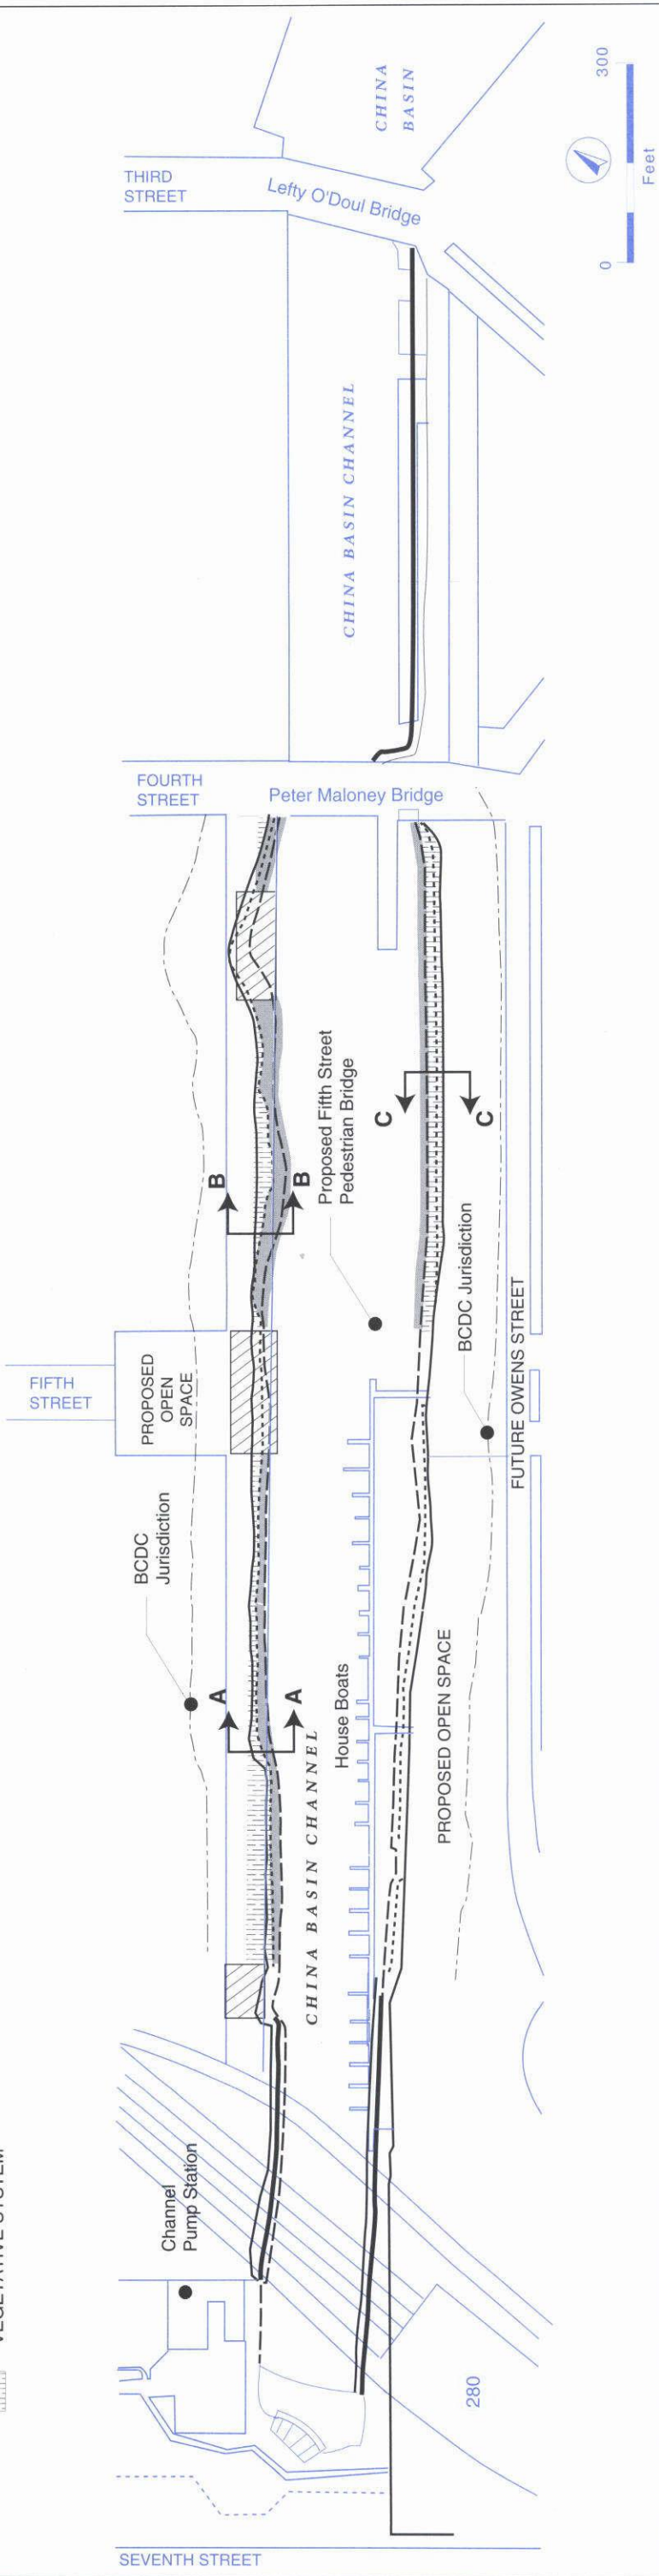 CHINA
BASIN
300
0
Feet
THIRD
STREET
Lefty O'Doul Bridge
CHINA BASIN CHANNEL
FOURTH
STREET
Peter Maloney Bridge
B
B
Proposed Fifth Street
Pedestrian Bridge
C
C
BCDC Jurisdiction
FUTURE OWENS STREET
FIFTH
STREET
PROPOSED
OPEN
SPACE
BCDC
Jurisdiction
A
A
House Boats
PROPOSED OPEN SPACE
CHINA BASIN CHANNEL
Channel
Pump Station
280
SEVENTH STREET